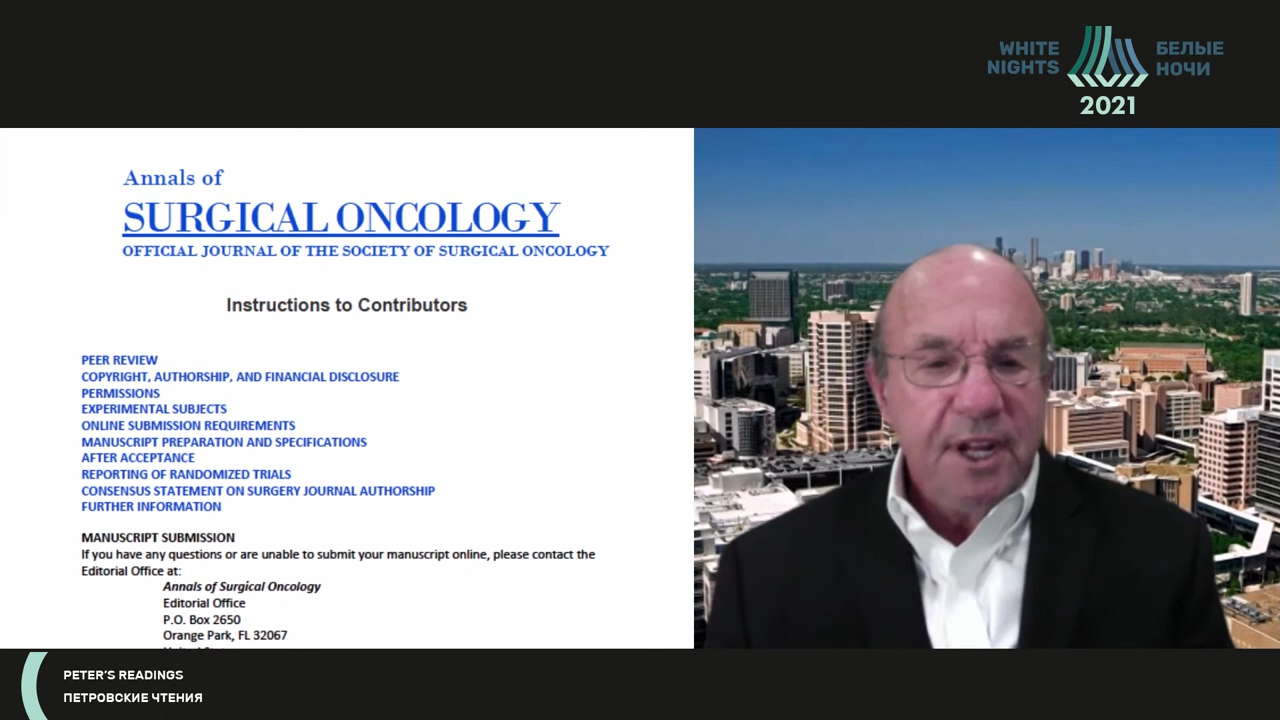 WHITE
NIGHTS
БЕЛЫЕ
НОЧИ
2021
Annals of
SURGICAL ONCOLOGY
OFFICIAL JOURNAL OF THE SOCIETY OF SURGICAL ONCOLOGY
Instructions to Contributors
PEER REVIEW
COPYRIGHT, AUTHORSHIP, AND FINANCIAL DISCLOSURE
PERMISSIONS
EXPERIMENTAL SUBJECTS
ONLINE SUBMISSION REQUIREMENTS
MANUSCRIPT PREPARATION AND SPECIFICATIONS
AFTER ACCEPTANCE
REPORTING OF RANDOMIZED TRIALS
CONSENSUS STATEMENT ON SURGERY JOURNAL AUTHORSHIP
FURTHER INFORMATION
MANUSCRIPT SUBMISSION
If you have any questions or are unable to submit your manuscript online, please contact the
Editorial Office at:
Annals of Surgical Oncology
Editorial Office
P.O. Box 2650
Orange Park, FL 32067
PETER'S READINGS
ПЕТРОВСКИЕ ЧТЕНИЯ